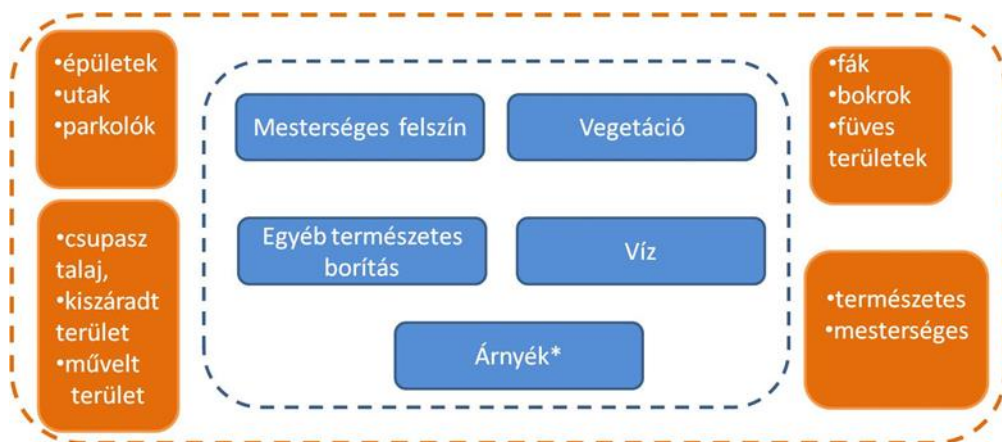 •épületek
•utak
•parkolók
Mesterséges felszín
Vegetáció
•fák
•bokrok
•füves
területek
•csupasz
talaj,
•kiszáradt
terület
•művelt
terület
Egyéb természetes
borítás
Víz
•természetes
•mesterséges
Árnyék*